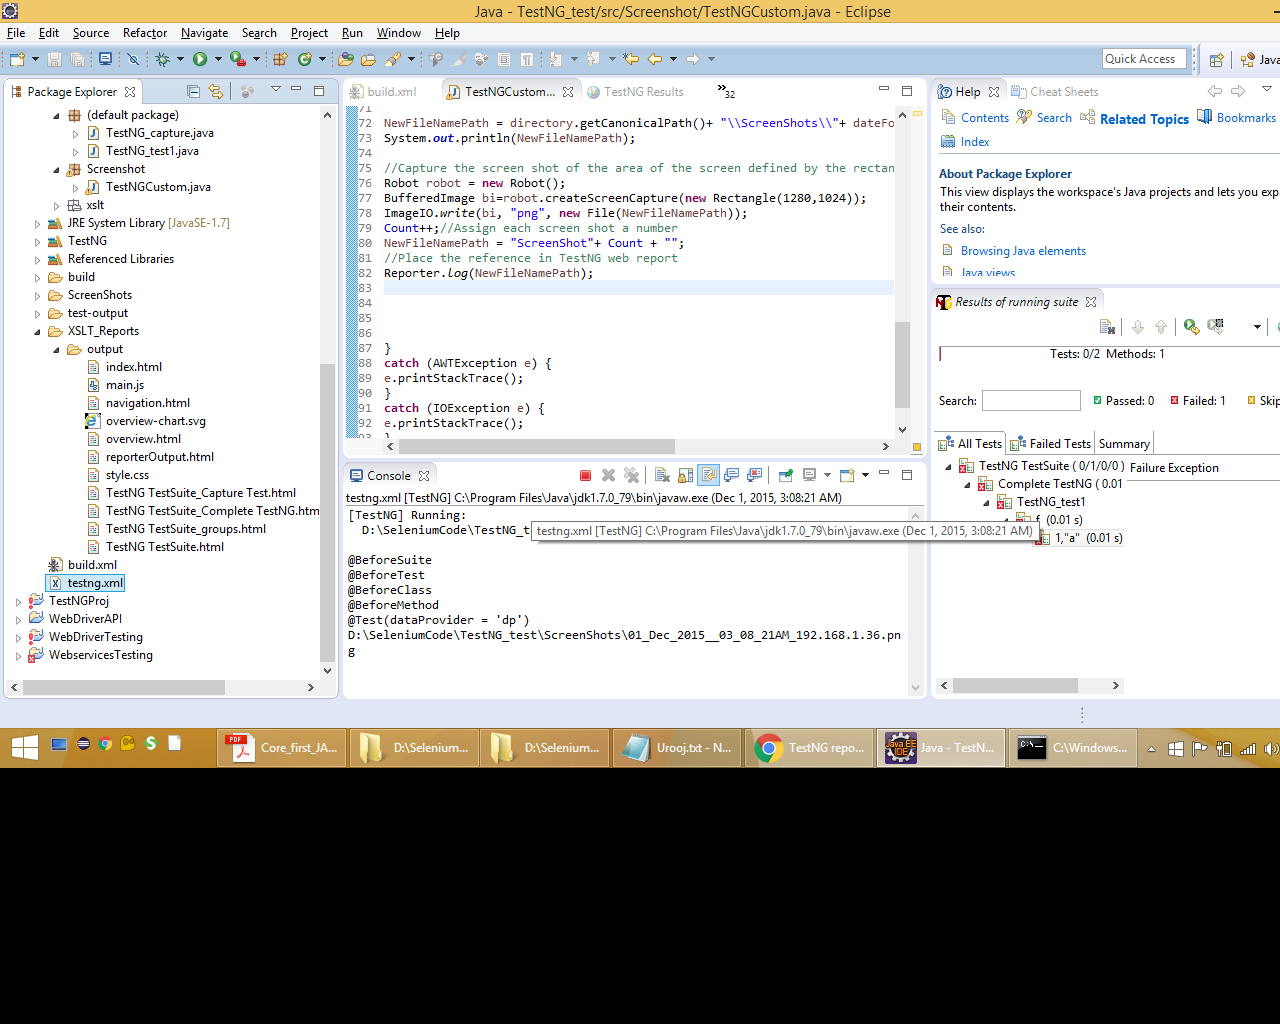 Java - TestNG_test/src/Screenshot/TestNGCustom.java - Eclipse
File Edit Source Refactor Navigate Search Project Run Window Help
Quick Access
Java
Package Explorer
(default package)
TestNG_capture.java
TestNG_test1.java
Screenshot
TestNGCustom.java
xslt
JRE System Library [JavaSE-1.7]
TestNG
Referenced Libraries
build
ScreenShots
test-output
XSLT_Reports
output
index.html
main.js
navigation.html
overview-chart.svg
overview.html
reporterOutput.html
style.css
TestNG TestSuite_Capture Test.html
TestNG TestSuite_Complete TestNG.htm
TestNG TestSuite_groups.html
TestNG TestSuite.html
build.xml
testng.xml
TestNGProj
WebDriverAPI
WebDriverTesting
WebservicesTesting
build.xml TestNGCustom... TestNG Results »32
71
72 NewFileNamePath = directory.getCanonicalPath()+ "\\ScreenShots\\"+ dateFo
73 System.out.println(NewFileNamePath);
74
75 //Capture the screen shot of the area of the screen defined by the rectan
76 Robot robot = new Robot();
77 BufferedImage bi=robot.createScreenCapture(new Rectangle(1280,1024));
78 ImageIO.write(bi, "png", new File(NewFileNamePath));
79 Count++;//Assign each screen shot a number
80 NewFileNamePath = "ScreenShot"+ Count + "";
81 //Place the reference in TestNG web report
82 Reporter.log(NewFileNamePath);
83
84
85
86
87 }
88 catch (AWTException e) {
89 e.printStackTrace();
90 }
91 catch (IOException e) {
92 e.printStackTrace();
93 }
Console
testng.xml [TestNG] C:\Program Files\Java\jdk1.7.0_79\bin\javaw.exe (Dec 1, 2015, 3:08:21 AM)
[TestNG] Running:
D:\SeleniumCode\TestNG_t
testng.xml [TestNG] C:\Program Files\Java\jdk1.7.0_79\bin\javaw.exe (Dec 1, 2015, 3:08:21 AM)
@BeforeSuite
@BeforeTest
@BeforeClass
@BeforeMethod
@Test(dataProvider = 'dp')
D:\SeleniumCode\TestNG_test\ScreenShots\01_Dec_2015__03_08_21AM_192.168.1.36.pn
g
Help Cheat Sheets
Contents Search Related Topics Bookmarks
Index
About Package Explorer
This view displays the workspace's Java projects and lets you exp
their contents.
See also:
Browsing Java elements
Java views
Results of running suite
Tests: 0/2 Methods: 1
Search: Passed: 0 Failed: 1 Skip
All Tests Failed Tests Summary
TestNG TestSuite ( 0/1/0/0 ) Failure Exception
Complete TestNG ( 0.01
TestNG_test1
f (0.01 s)
1,"a" (0.01 s)
PDF Core_first_JA... D:\Selenium... D:\Selenium... Urooj.txt - N... TestNG repo... Java EE IDE Java - TestN... C:\Windows...